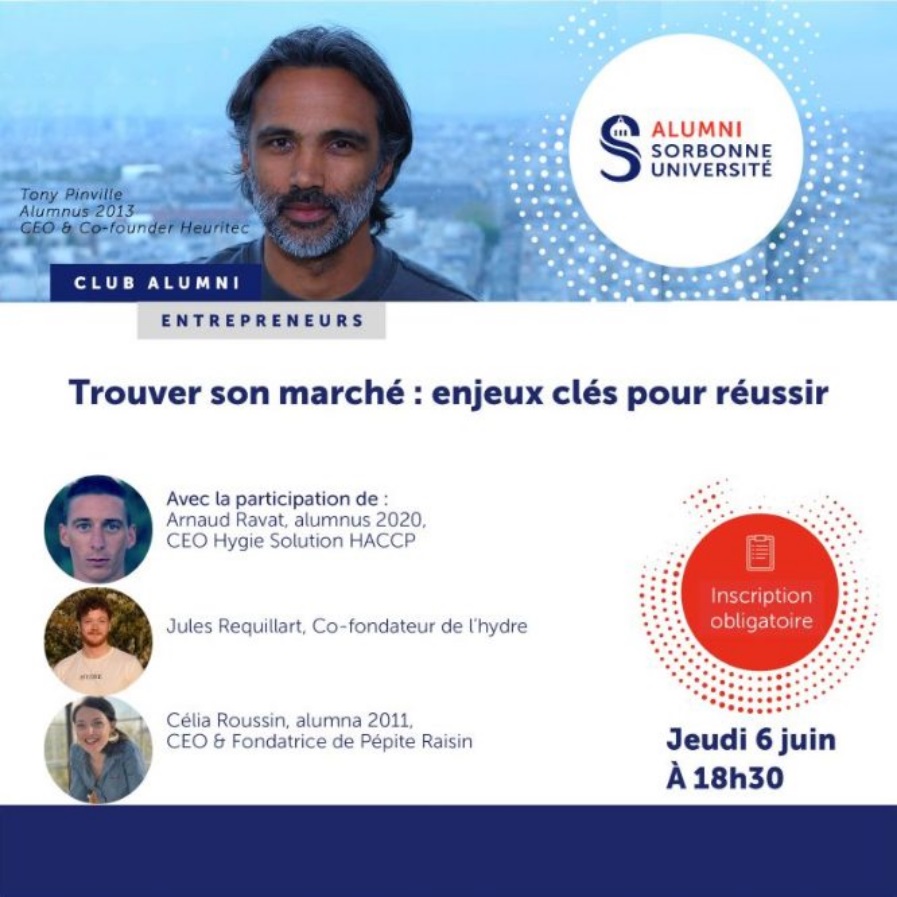 ALUMNI
SORBONNE
UNIVERSITÉ
Tony Pinville
Alumnus 2013
CEO & Co-founder Heuritec
CLUB ALUMNI
ENTREPRENEURS
Trouver son marché : enjeux clés pour réussir
Avec la participation de :
Arnaud Ravat, alumnus 2020,
CEO Hygie Solution HACCP
Jules Requillart, Co-fondateur de l'hydre
Célia Roussin, alumna 2011,
CEO & Fondatrice de Pépite Raisin
Inscription
obligatoire
Jeudi 6 juin
À 18h30